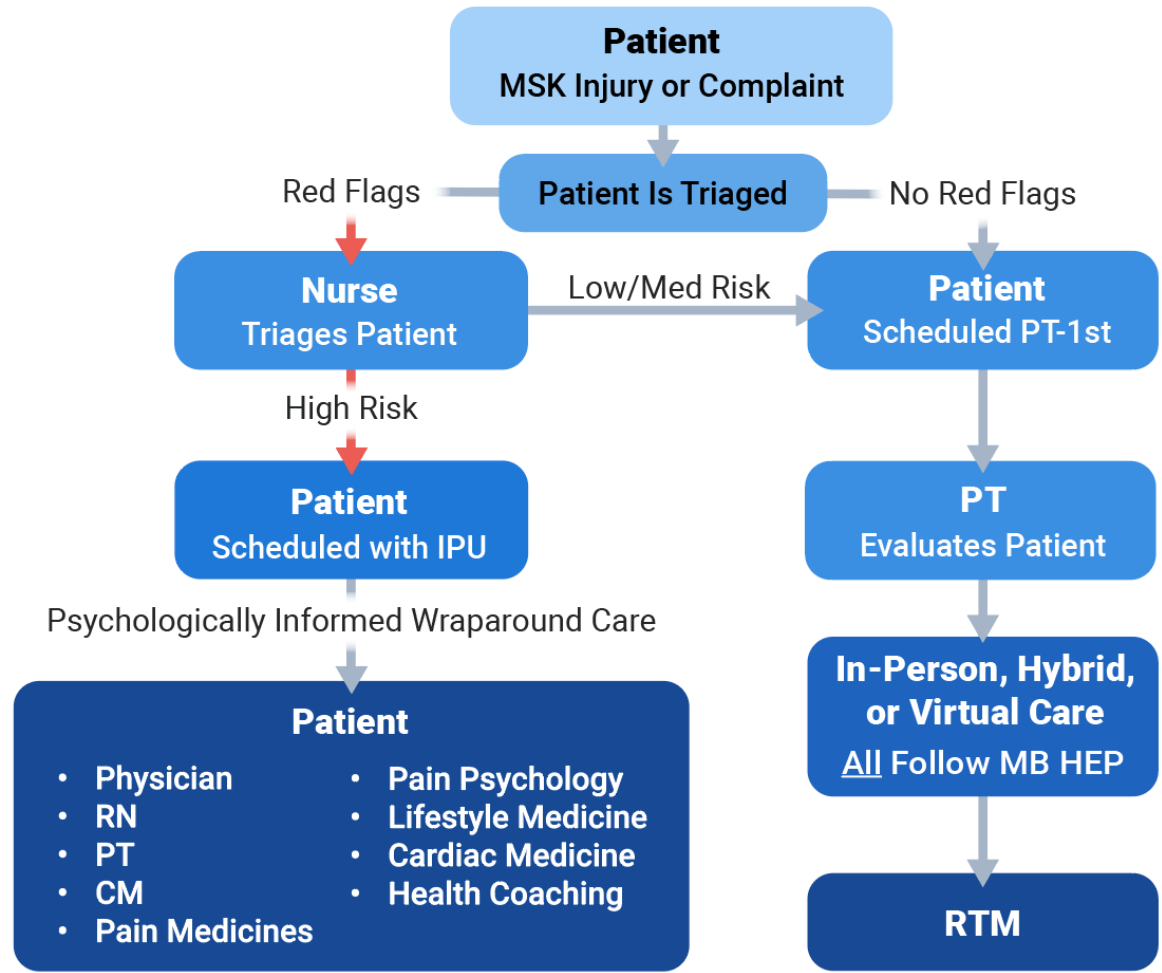 Patient
MSK Injury or Complaint
Red Flags
Patient Is Triaged
No Red Flags
Nurse
Triages Patient
Low/Med Risk
Patient
Scheduled PT-1st
High Risk
Patient
Scheduled with IPU
PT
Evaluates Patient
Psychologically Informed Wraparound Care
In-Person, Hybrid,
or Virtual Care
All Follow MB HEP
Patient
• Physician
• RN
• PT
• CM
• Pain Medicines
• Pain Psychology
• Lifestyle Medicine
• Cardiac Medicine
• Health Coaching
RTM